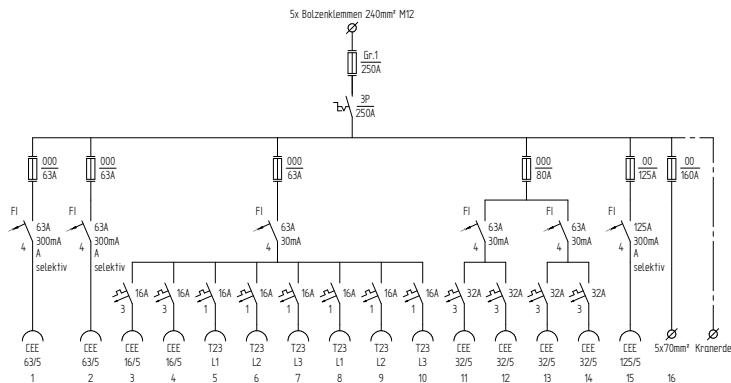 5x Bolzenklemmen 240mm² M12
Gr.1
250A
3P
250A
000
63A
000
63A
000
63A
000
80A
00
125A
00
160A
FI
4
63A
300mA
A
selektiv
FI
4
63A
300mA
A
selektiv
FI
4
63A
30mA
FI
4
63A
30mA
FI
4
63A
30mA
FI
4
125A
300mA
A
selektiv
16A 16A 16A 16A 16A 16A 16A 16A 32A 32A 32A 32A
3 3 1 1 1 1 1 1 3 3 3 3
CEE CEE CEE CEE T23 T23 T23 T23 T23 T23 CEE CEE CEE CEE CEE 5x70mm² Kranerde
63/5 63/5 16/5 16/5 L1 L2 L3 L1 L2 L3 32/5 32/5 32/5 32/5 125/5
1 2 3 4 5 6 7 8 9 10 11 12 13 14 15 16